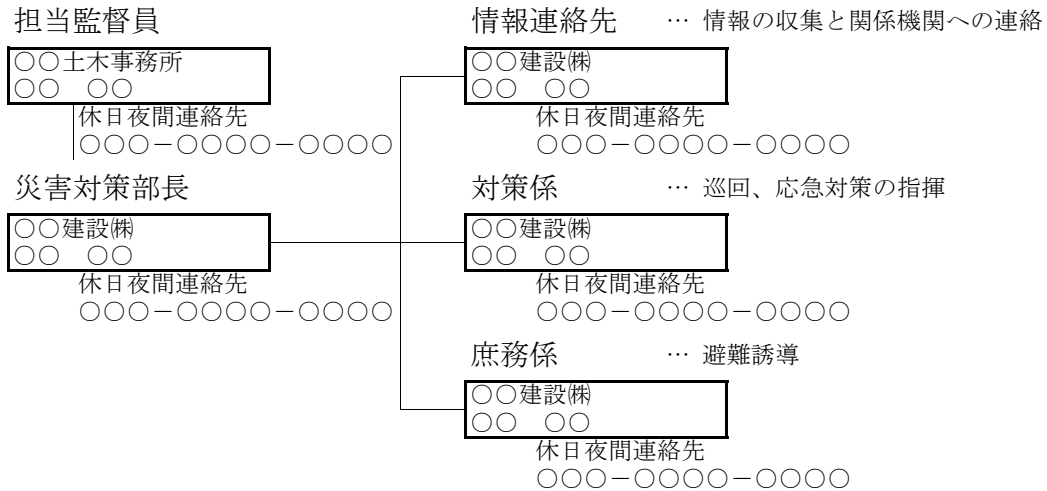 担当監督員
○○土木事務所
○○　○○
休日夜間連絡先
○○○－○○○○－○○○○
災害対策部長
○○建設㈱
○○　○○
休日夜間連絡先
○○○－○○○○－○○○○
情報連絡先　… 情報の収集と関係機関への連絡
○○建設㈱
○○　○○
休日夜間連絡先
○○○－○○○○－○○○○
対策係　… 巡回、応急対策の指揮
○○建設㈱
○○　○○
休日夜間連絡先
○○○－○○○○－○○○○
庶務係　… 避難誘導
○○建設㈱
○○　○○
休日夜間連絡先
○○○－○○○○－○○○○